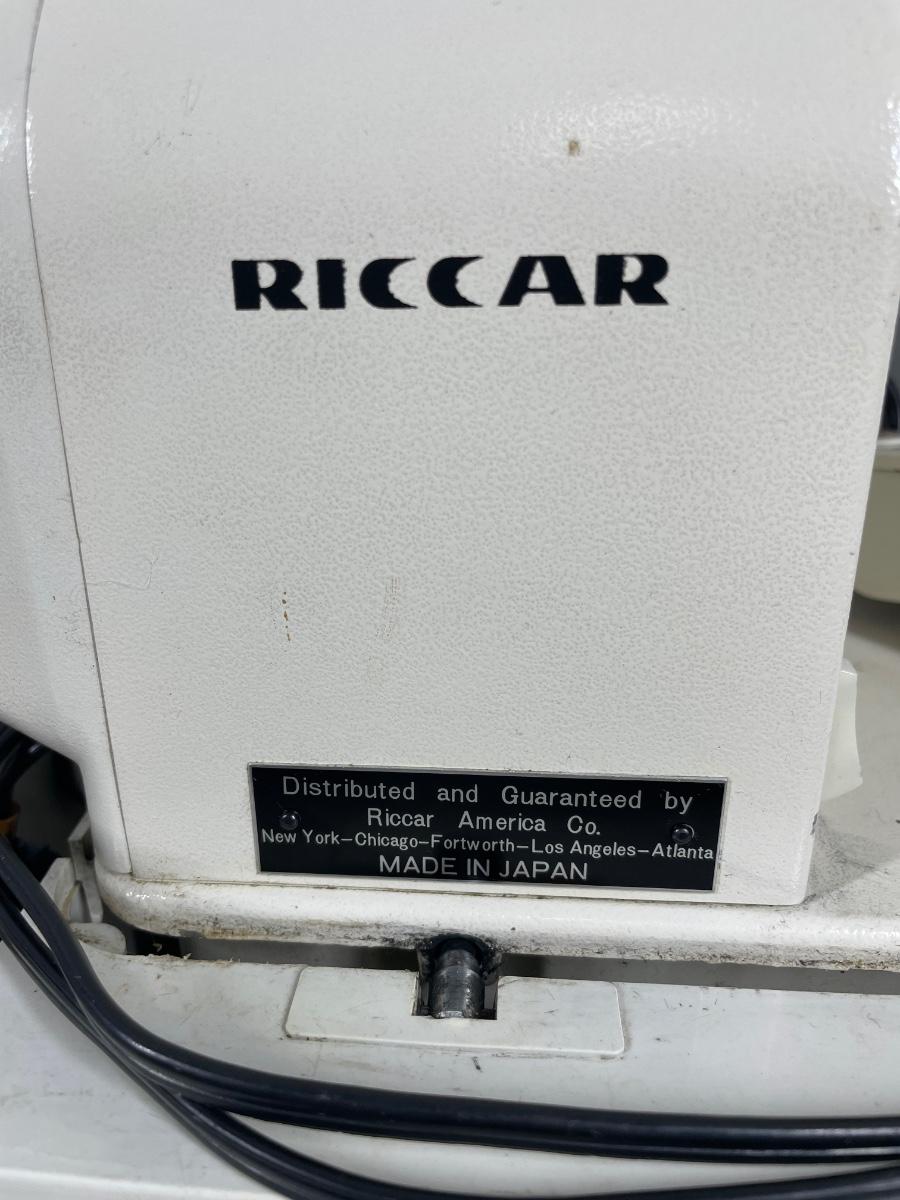 RICCAR
Distributed and Guaranteed by
Riccar America Co.
New York-Chicago-Fortworth-Los Angeles-Atlanta
MADE IN JAPAN